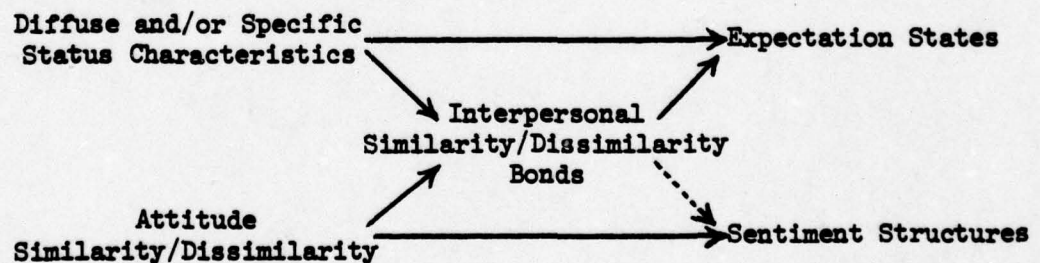 Diffuse and/or Specific
Status Characteristics
Expectation States
Interpersonal
Similarity/Dissimilarity
Bonds
Attitude
Similarity/Dissimilarity
Sentiment Structures